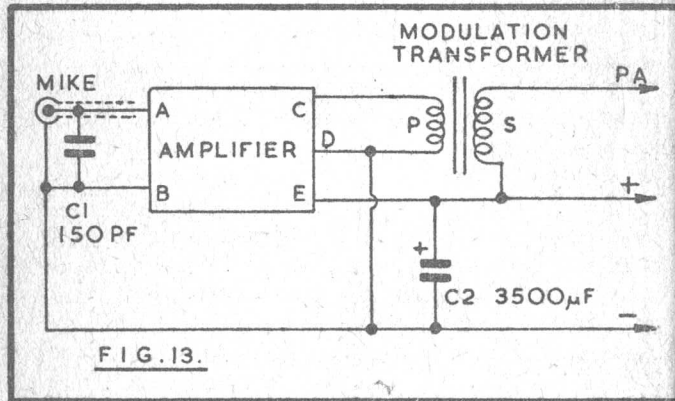 MODULATION
TRANSFORMER
MIKE
PA
A
C
P
S
D
AMPLIFIER
B
E
+
C1
150 PF
+
C2 3500µF
−
FIG.13.